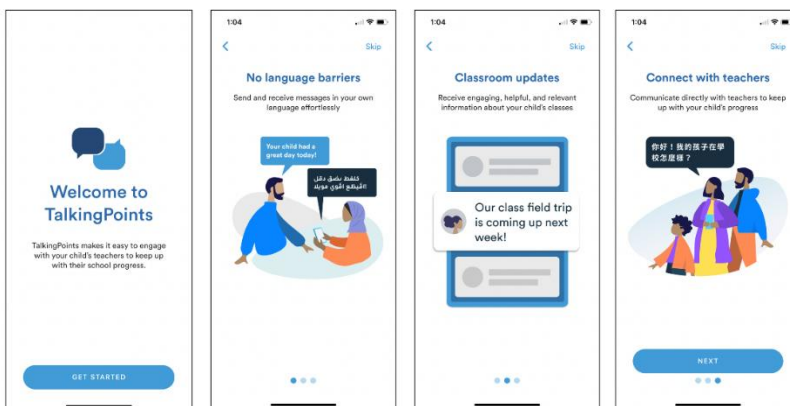 Welcome to
TalkingPoints
TalkingPoints makes it easy to engage
with your child's teachers to keep up
with their school progress.
GET STARTED
1:04
Skip
No language barriers
Send and receive messages in your own
language effortlessly
Your child had a
great day today!
1:04
Skip
Classroom updates
Receive engaging, helpful, and relevant
information about your child's classes
Our class field trip
is coming up next
week!
1:04
Skip
Connect with teachers
Communicate directly with teachers to keep
up with your child's progress
你好！我的孩子在學
校怎麼樣？
NEXT